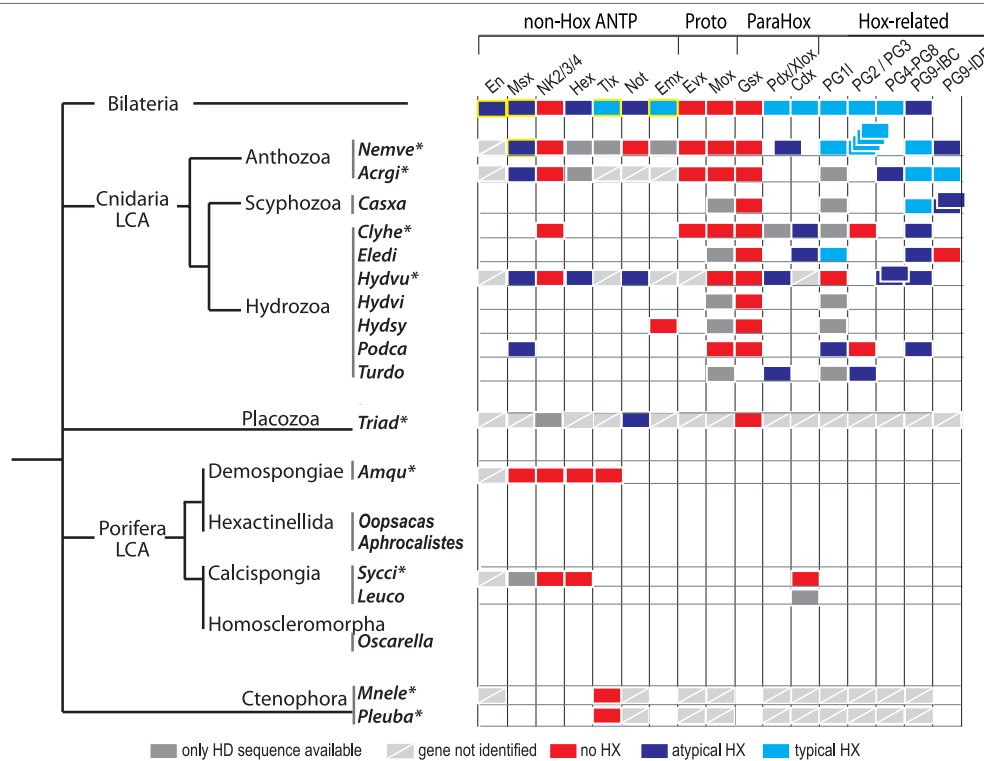 non-Hox ANTP Proto ParaHox Hox-related
En Msx NK2/3/4 Hex Tlx Not Emx Evx Mox Gsx Pdx/Xlox Cdx PG1l PG2 / PG3 PG4-PG8 PG9-IBC
Bilateria
Anthozoa Nemve*
Acrgi*
Cnidaria
LCA
Scyphozoa Casxa
Clyhe*
Eledi
Hydvu*
Hydrozoa Hydvi
Hydsy
Podca
Turdo
Placozoa Triad*
Demospongiae Amqu*
Hexactinellida Oopsacas
Aphrocalistes
Porifera
LCA
Calcispongia Sycci*
Leuco
Homoscleromorpha
Oscarella
Ctenophora Mnele*
Pleuba*
only HD sequence available gene not identified no HX atypical HX typical HX